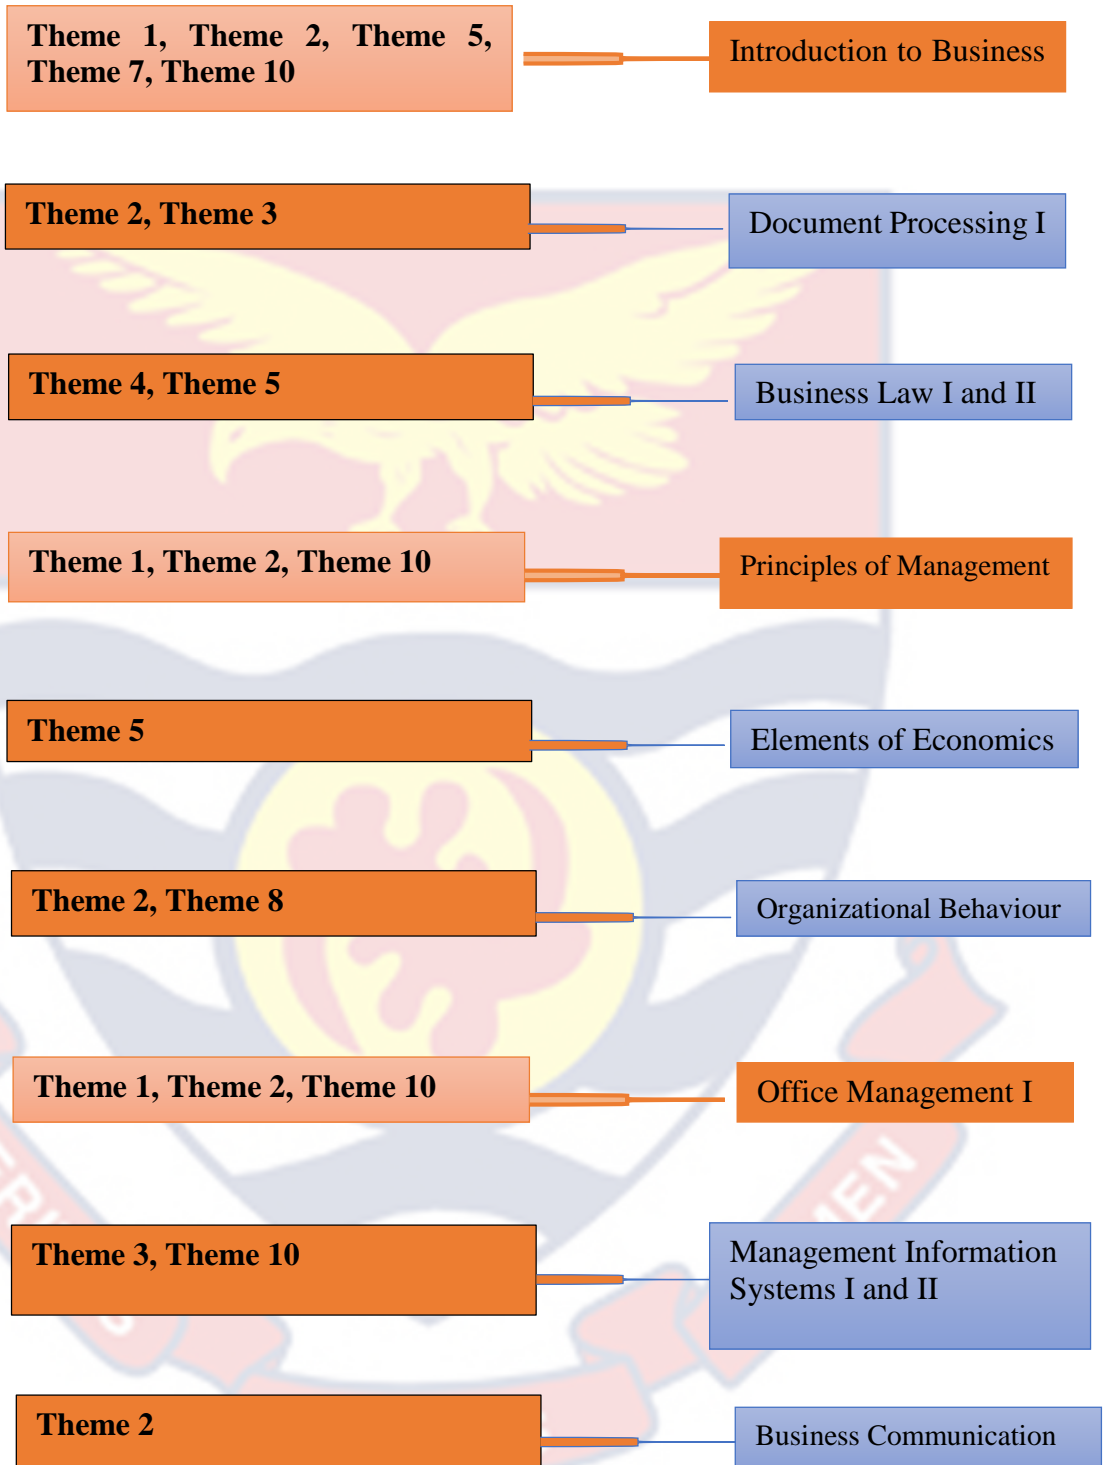 Theme 1, Theme 2, Theme 5,
Theme 7, Theme 10
Introduction to Business
Theme 2, Theme 3
Document Processing I
Theme 4, Theme 5
Business Law I and II
Theme 1, Theme 2, Theme 10
Principles of Management
Theme 5
Elements of Economics
Theme 2, Theme 8
Organizational Behaviour
Theme 1, Theme 2, Theme 10
Office Management I
Theme 3, Theme 10
Management Information
Systems I and II
Theme 2
Business Communication